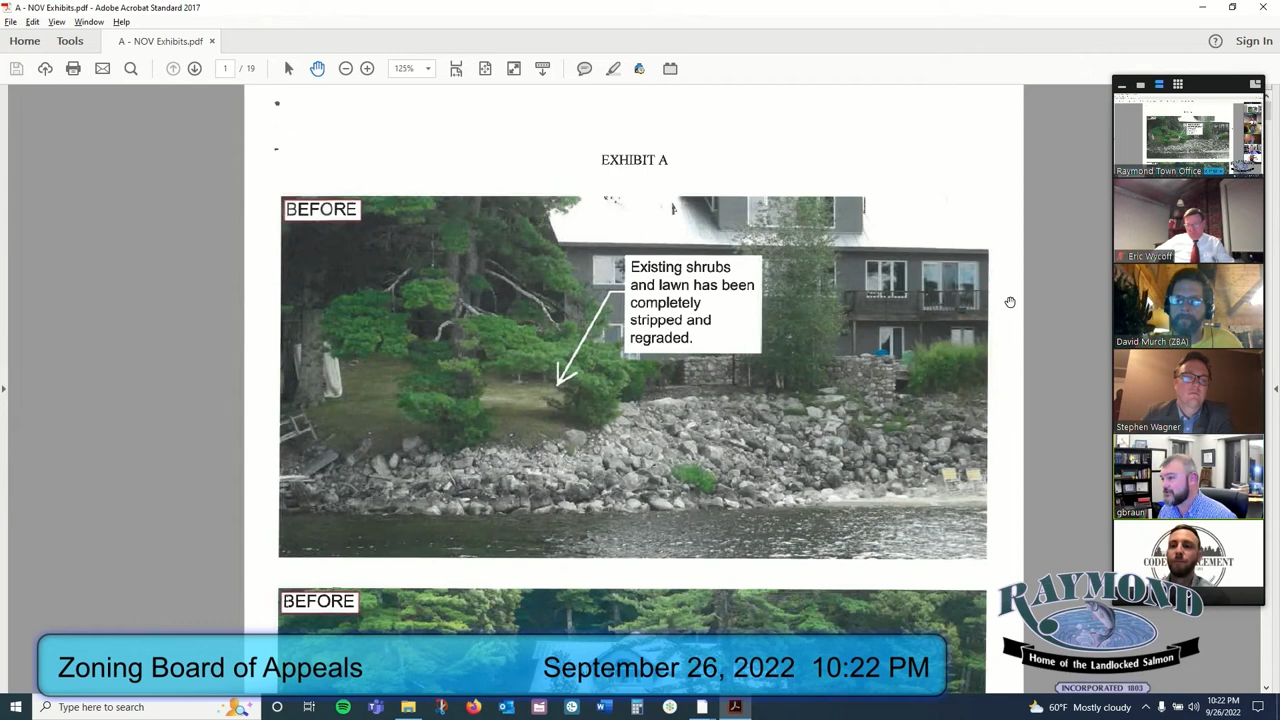 A - NOV Exhibits.pdf - Adobe Acrobat Standard 2017
File Edit View Window Help
Home Tools A - NOV Exhibits.pdf × Sign In
1 / 19 125%
EXHIBIT A
BEFORE
Existing shrubs
and lawn has been
completely
stripped and
regraded.
BEFORE
Raymond Town Office
Eric Wycoff
David Murch (ZBA)
Stephen Wagner
gbraun
RAYMOND
Home of the Landlocked Salmon
INCORPORATED 1803
Zoning Board of Appeals September 26, 2022 10:22 PM
Type here to search
60°F Mostly cloudy
10:22 PM
9/26/2022